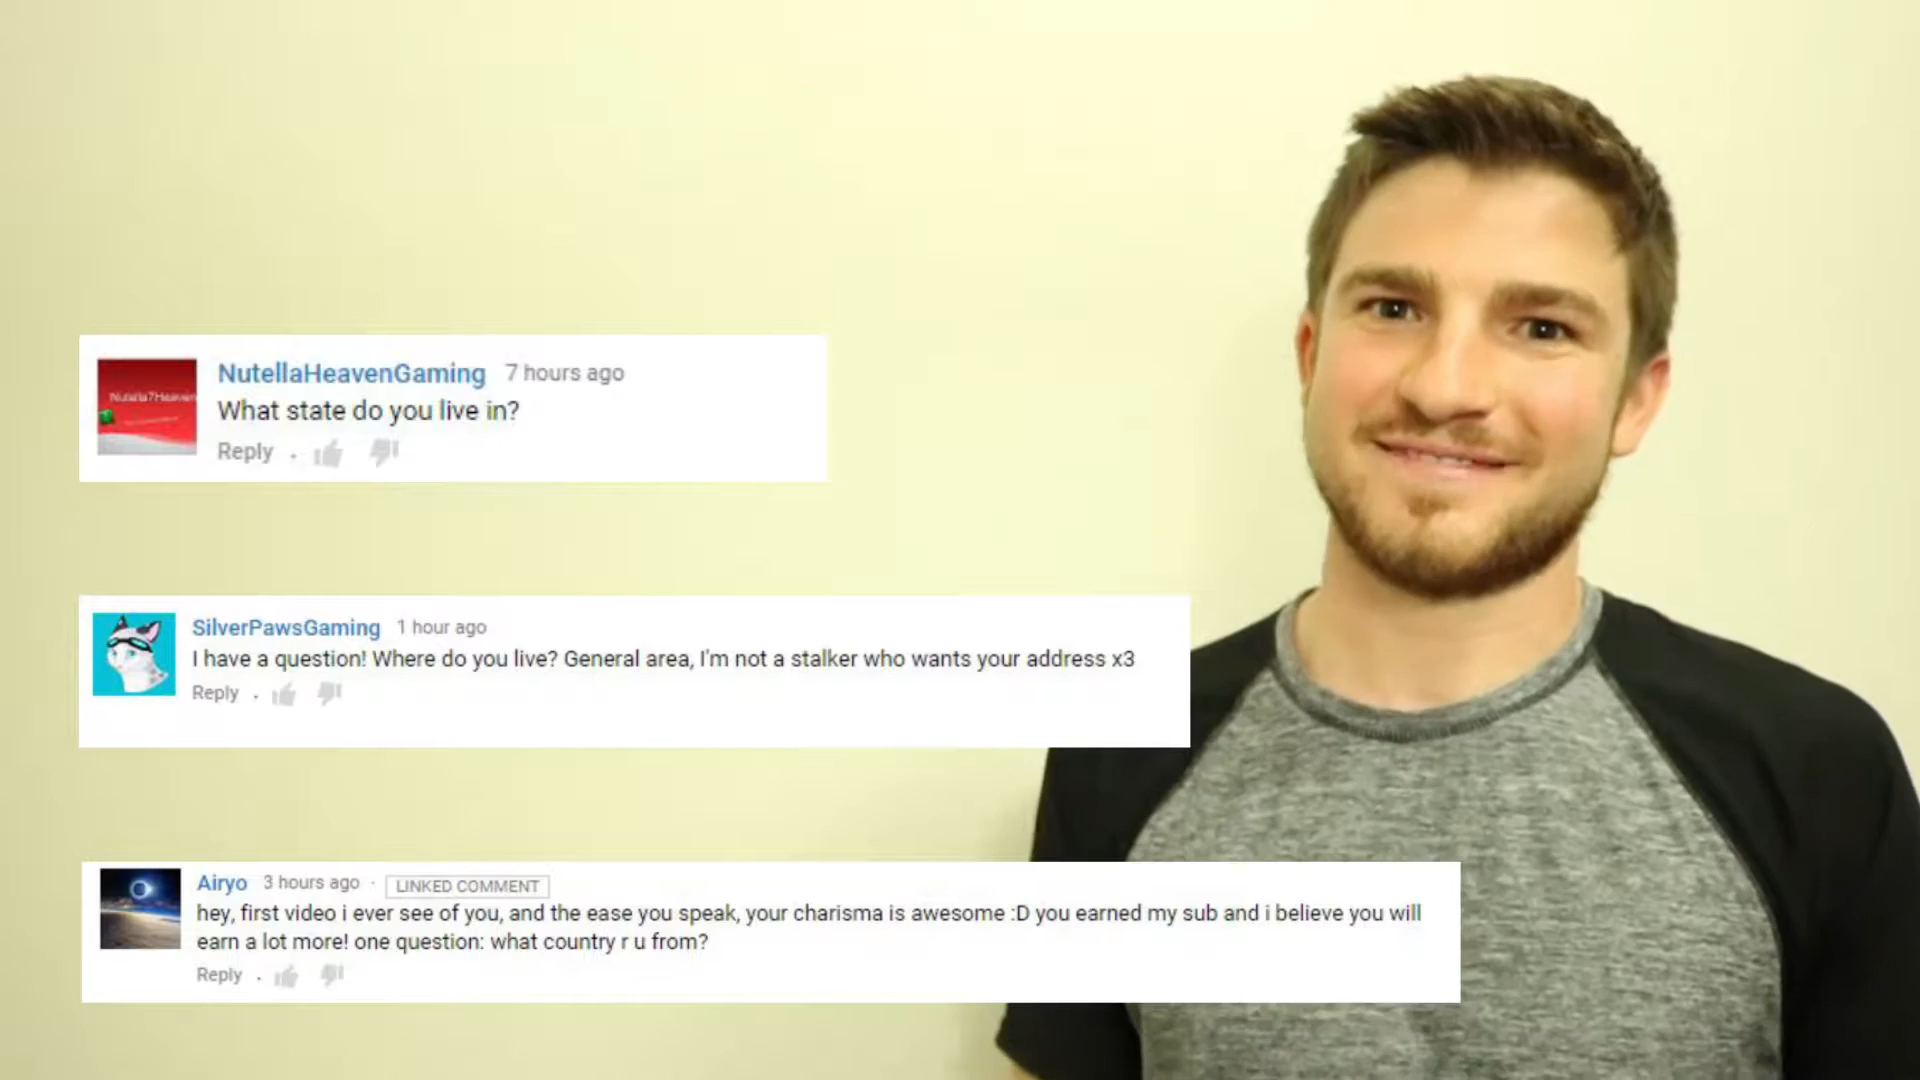 Nutella7Heaven
NutellaHeavenGaming 7 hours ago
What state do you live in?
Reply .
SilverPawsGaming 1 hour ago
I have a question! Where do you live? General area, I'm not a stalker who wants your address x3
Reply .
Airyo 3 hours ago · LINKED COMMENT
hey, first video i ever see of you, and the ease you speak, your charisma is awesome :D you earned my sub and i believe you will
earn a lot more! one question: what country r u from?
Reply .